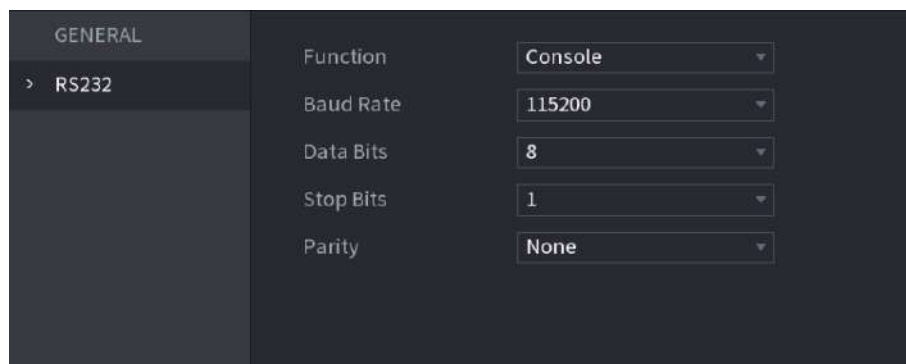 GENERAL
> RS232
Function Console
Baud Rate 115200
Data Bits 8
Stop Bits 1
Parity None